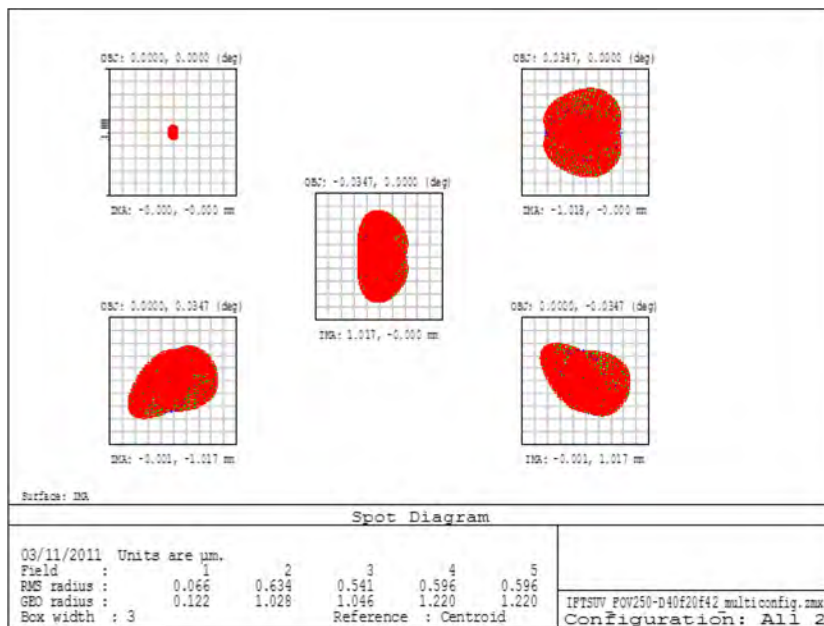 OBJ: 0.0000, 0.0000 (deg)
OBJ: 0.0347, 0.0000 (deg)
IMA: -0.000, -0.000 mm
OBJ: -0.0347, 0.0000 (deg)
IMA: -1.018, -0.000 mm
OBJ: 0.0000, 0.0347 (deg)
OBJ: 0.0000, -0.0347 (deg)
IMA: 1.017, -0.000 mm
IMA: -0.001, -1.017 mm
IMA: -0.001, 1.017 mm
Surface: IMA
Spot Diagram
03/11/2011 Units are µm.
Field : 1 2 3 4 5
RMS radius : 0.066 0.634 0.541 0.596 0.596
GEO radius : 0.122 1.028 1.046 1.220 1.220
Box width : 3 Reference : Centroid
IFTSUV_FOV250-D40f20f42_multiconfig.zmx
Configuration: All 2